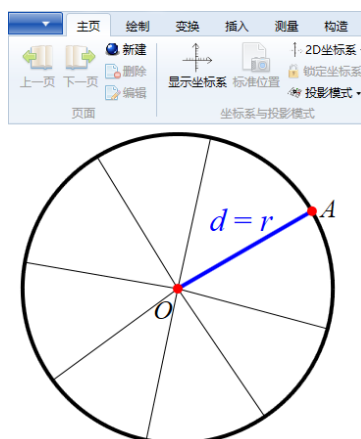 主页 绘制 变换 插入 测量 构造
上一页 下一页 新建 删除 编辑 显示坐标系 标准位置 2D坐标系 锁定坐标系 投影模式
页面 坐标系与投影模式
d = r
A
O